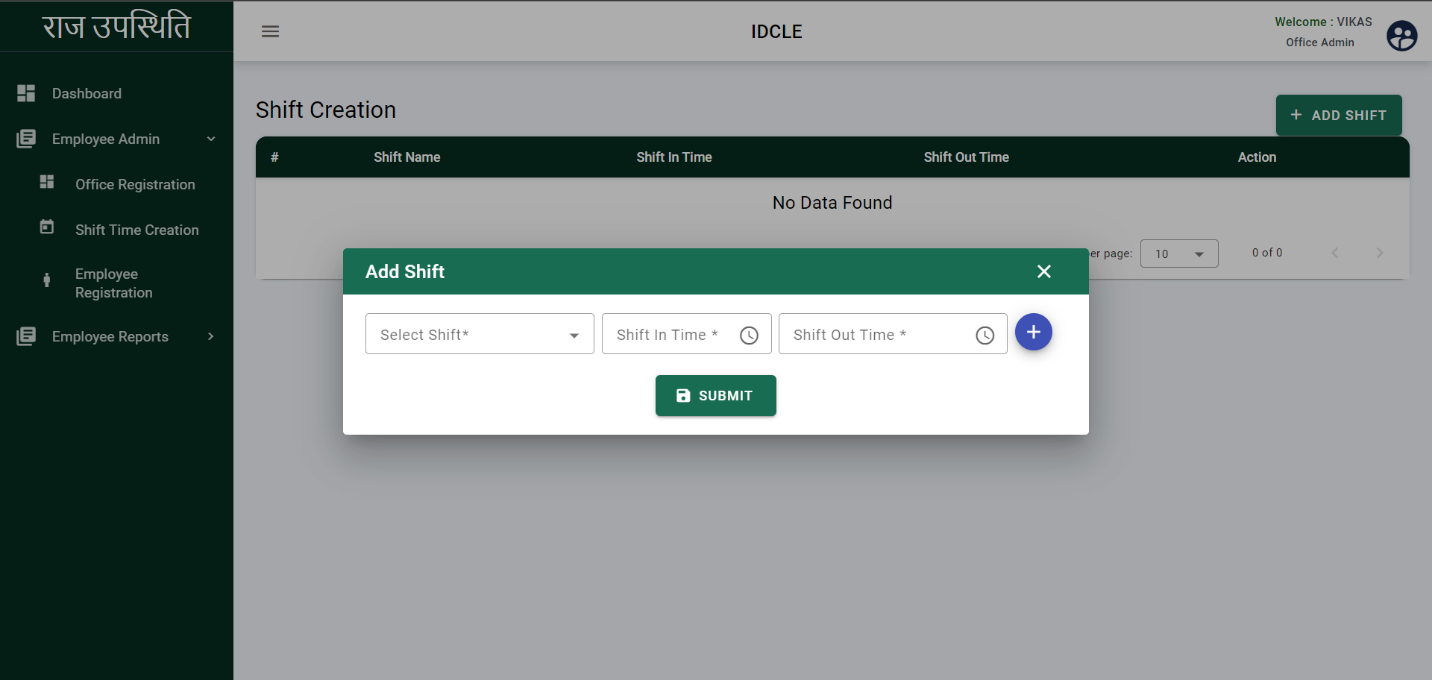 राज उपस्थिति
IDCLE
Welcome : VIKAS
Office Admin
Dashboard
Employee Admin
Office Registration
Shift Time Creation
Employee
Registration
Employee Reports
Shift Creation
+ ADD SHIFT
# Shift Name Shift In Time Shift Out Time Action
No Data Found
er page: 10 0 of 0
Add Shift
Select Shift* Shift In Time * Shift Out Time *
SUBMIT